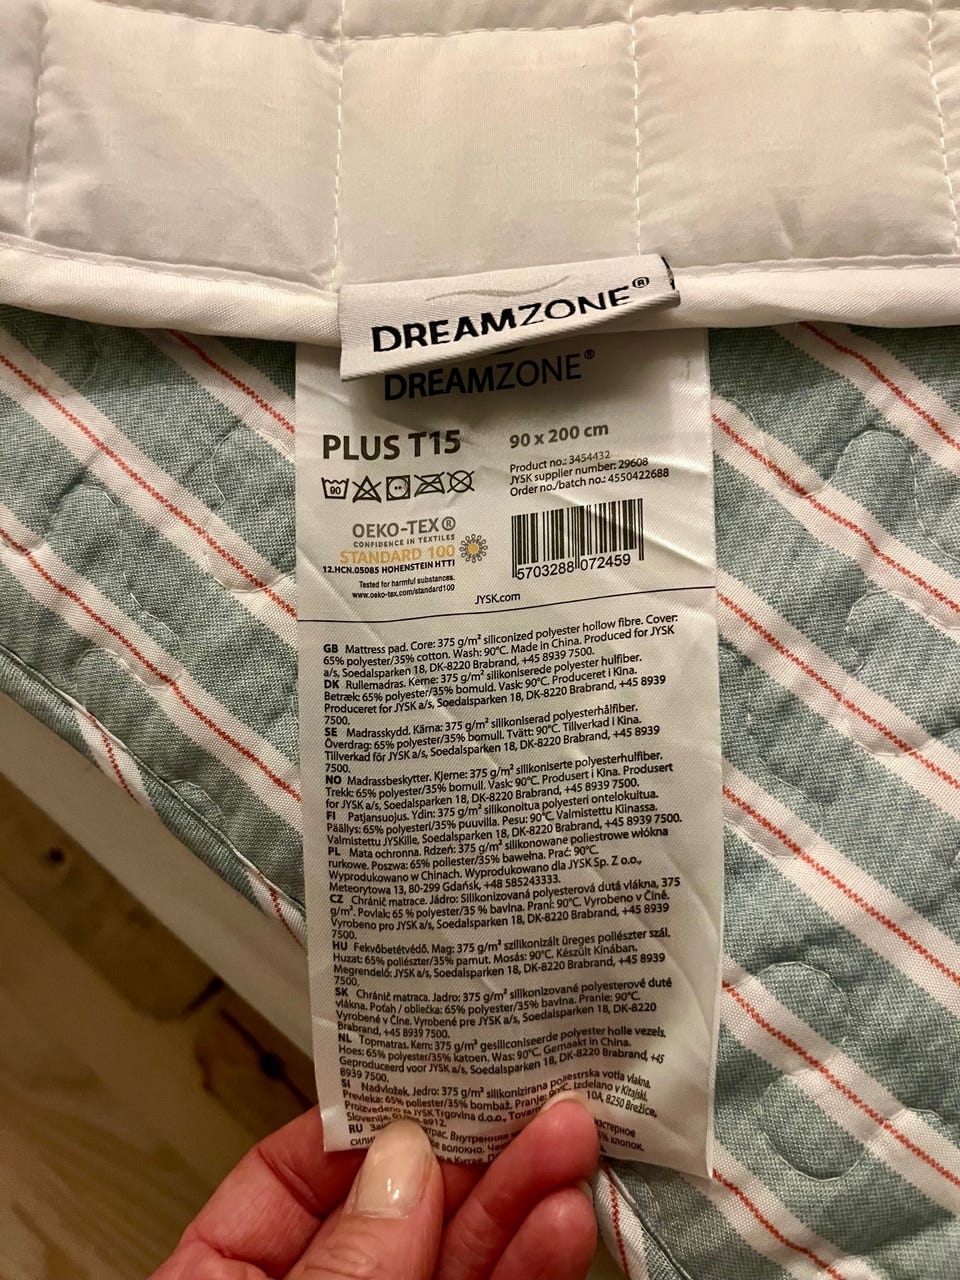 DREAMZONE®
DREAMZONE®
PLUS T15
90 x 200 cm
Product no.: 3454432
JYSK supplier number: 29608
Order no./batch no.: 4550422688
90
OEKO-TEX®
CONFIDENCE IN TEXTILES
STANDARD 100
12.HCN.05085 HOHENSTEIN HTTI
Tested for harmful substances.
www.oeko-tex.com/standard100
5703288 072459
JYSK.com
GB Mattress pad. Core: 375 g/m² siliconized polyester hollow fibre. Cover:
65% polyester/35% cotton. Wash: 90°C. Made in China. Produced for JYSK
a/s, Soedalsparken 18, DK-8220 Brabrand, +45 8939 7500.
DK Rullemadras. Kerne: 375 g/m² silikoniserede polyester hulfiber.
Betræk: 65% polyester/35% bomuld. Vask: 90°C. Produceret i Kina.
Produceret for JYSK a/s, Soedalsparken 18, DK-8220 Brabrand, +45 8939
7500.
SE Madrasskydd. Kärna: 375 g/m² silikoniserad polyesterhålfiber.
Överdrag: 65% polyester/35% bomull. Tvätt: 90°C. Tillverkad i Kina.
Tillverkad för JYSK a/s, Soedalsparken 18, DK-8220 Brabrand, +45 8939
7500.
NO Madrassbeskytter. Kjerne: 375 g/m² silikoniserte polyesterhulfiber.
Trekk: 65% polyester/35% bomull. Vask: 90°C. Produsert i Kina. Produsert
for JYSK a/s, Soedalsparken 18, DK-8220 Brabrand, +45 8939 7500.
FI Patjansuojus. Ydin: 375 g/m² silikonoitua polyesteri ontelokuitua.
Päällys: 65% polyesteri/35% puuvilla. Pesu: 90°C. Valmistettu Kiinassa.
Valmistettu JYSKille, Soedalsparken 18, DK-8220 Brabrand, +45 8939 7500.
PL Mata ochronna. Rdzeń: 375 g/m² silikonowane poliestrowe włókna
rurkowe. Poszwa: 65% poliester/35% bawełna. Prać: 90°C.
Wyprodukowano w Chinach. Wyprodukowano dla JYSK Sp. Z o.o.,
Meteorytowa 13, 80-299 Gdańsk, +48 585243333.
CZ Chránič matrace. Jádro: Silikonizovaná polyesterová dutá vlákna, 375
g/m². Povlak: 65 % polyester/35 % bavlna. Praní: 90°C. Vyrobeno v Číně.
Vyrobeno pro JYSK a/s, Soedalsparken 18, DK-8220 Brabrand, +45 8939
7500.
HU Fekvőbetétvédő. Mag: 375 g/m² szilikonizált üreges poliészter szál.
Huzat: 65% poliészter/35% pamut. Mosás: 90°C. Készült Kínában.
Megrendelő: JYSK a/s, Soedalsparken 18, DK-8220 Brabrand, +45 8939
7500.
SK Chránič matraca. Jadro: 375 g/m² silikonizované polyesterové duté
vlákna. Poťah / obliečka: 65% polyester/35% bavlna. Pranie: 90°C.
Vyrobené v Číne. Vyrobené pre JYSK a/s, Soedalsparken 18, DK-8220
Brabrand, +45 8939 7500.
NL Topmatras. Kern: 375 g/m² gesiliconiseerde polyester holle vezels.
Hoes: 65% polyester/35% katoen. Was: 90°C. Gemaakt in China.
Geproduceerd voor JYSK a/s, Soedalsparken 18, DK-8220 Brabrand, +45
8939 7500.
SI Nadvložek. Jedro: 375 g/m² silikonizirana poliestrska votla vlakna.
Prevleka: 65% poliester/35% bombaž. Pranje: 90°C. Izdelano v Kitajski.
Proizvedeno za JYSK Trgovina d.o.o., 10A, 8250 Brežice,
Slovenija,
RU Внутренняя
волокно.
хлопок.
Китае.